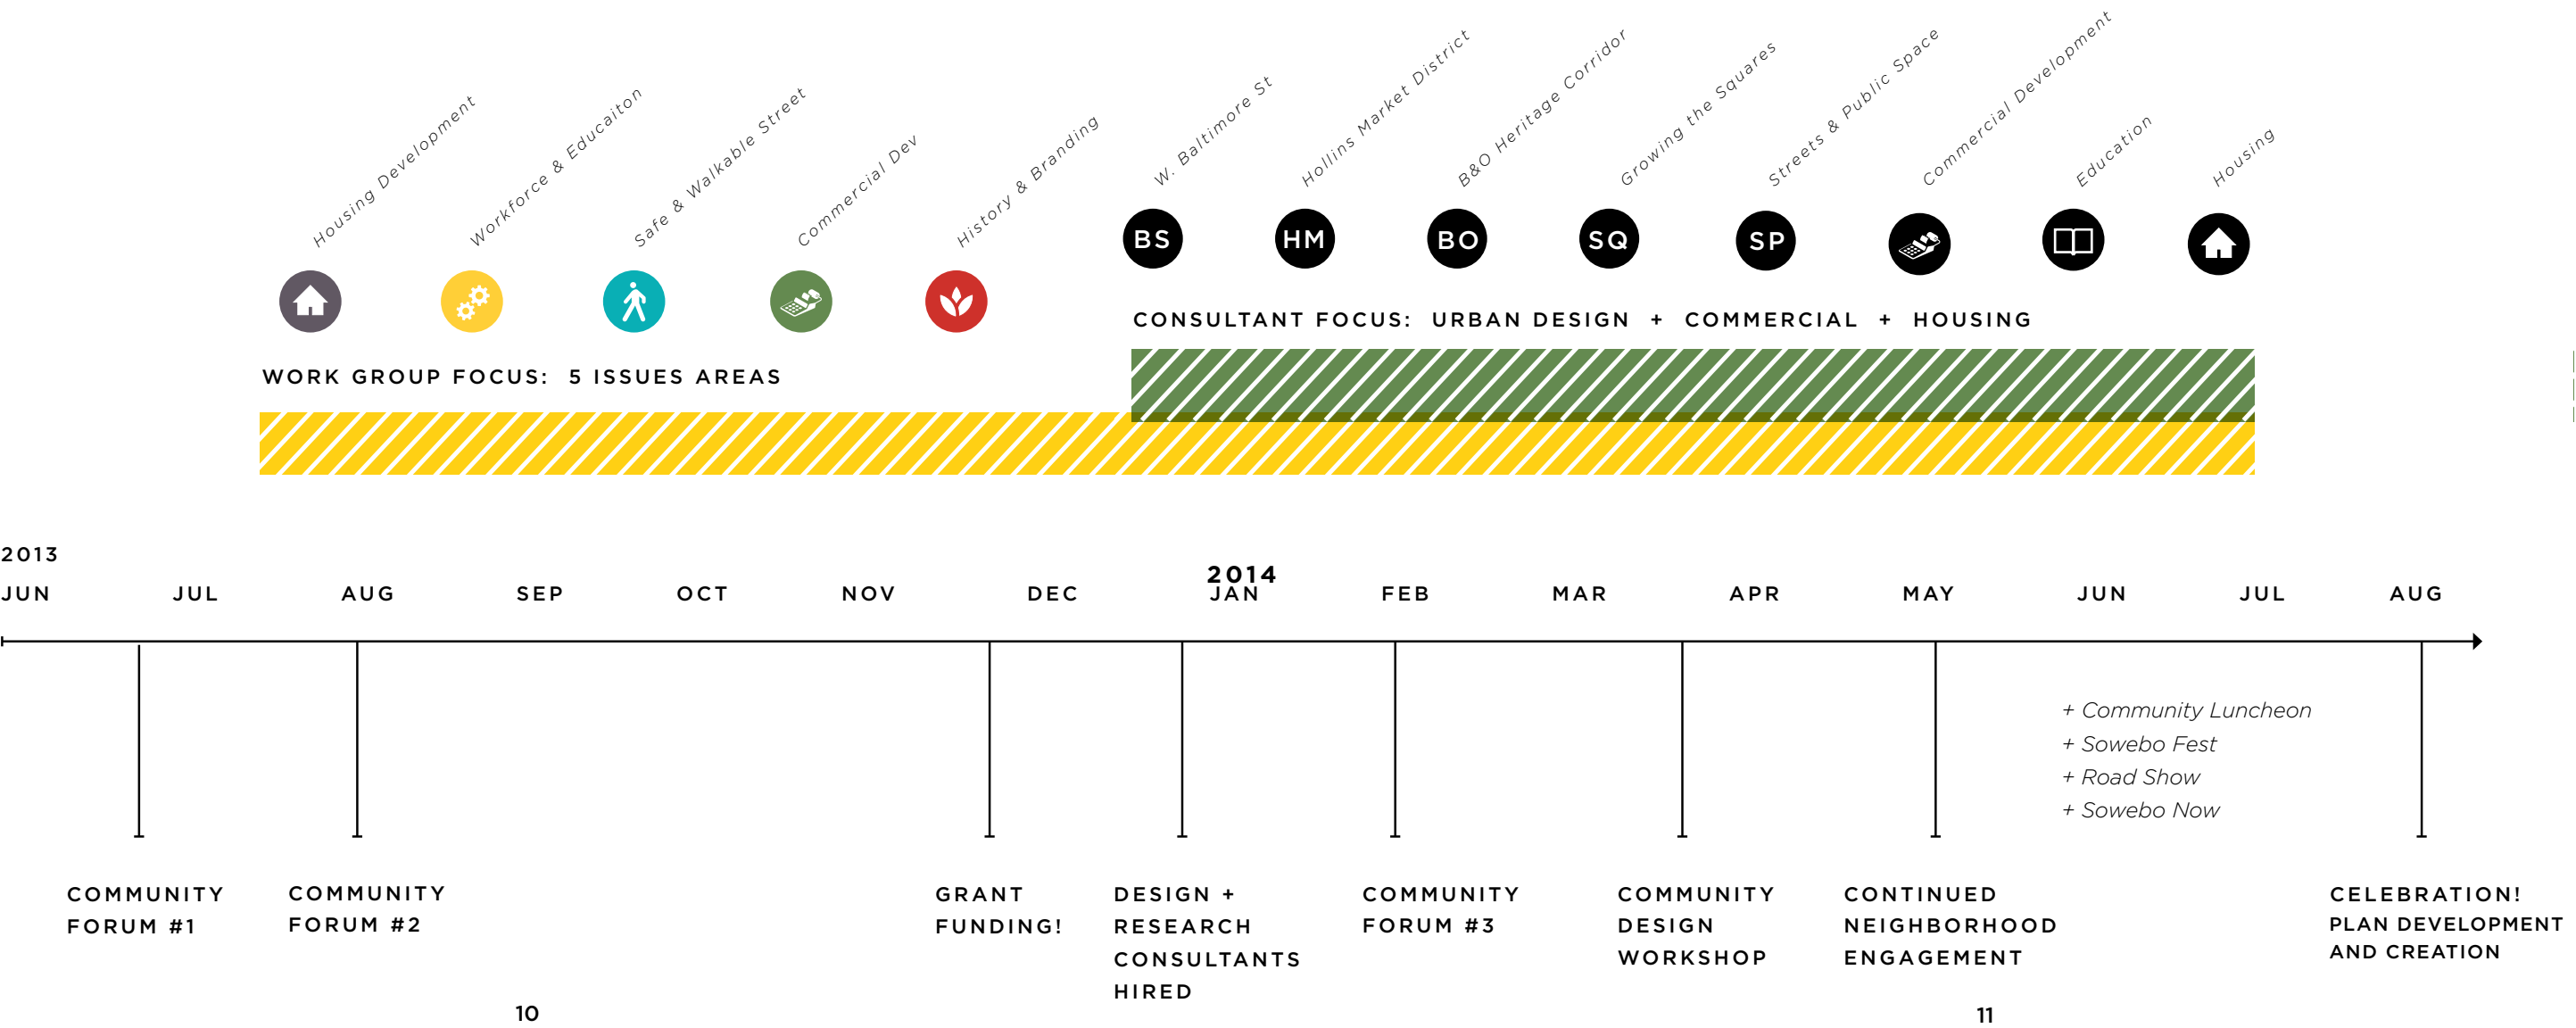 Housing Development
Workforce & Educaiton
Safe & Walkable Street
Commercial Dev
History & Branding
W. Baltimore St
Hollins Market District
B&O Heritage Corridor
Growing the Squares
Streets & Public Space
Commercial Development
Education
Housing
BS
HM
BO
SQ
SP
CONSULTANT FOCUS: URBAN DESIGN + COMMERCIAL + HOUSING
WORK GROUP FOCUS: 5 ISSUES AREAS
2013
2014
JUN
JUL
AUG
SEP
OCT
NOV
DEC
JAN
FEB
MAR
APR
MAY
JUN
JUL
AUG
+ Community Luncheon
+ Sowebo Fest
+ Road Show
+ Sowebo Now
COMMUNITY
FORUM #1
COMMUNITY
FORUM #2
GRANT
FUNDING!
DESIGN +
RESEARCH
CONSULTANTS
HIRED
COMMUNITY
FORUM #3
COMMUNITY
DESIGN
WORKSHOP
CONTINUED
NEIGHBORHOOD
ENGAGEMENT
CELEBRATION!
PLAN DEVELOPMENT
AND CREATION
10
11